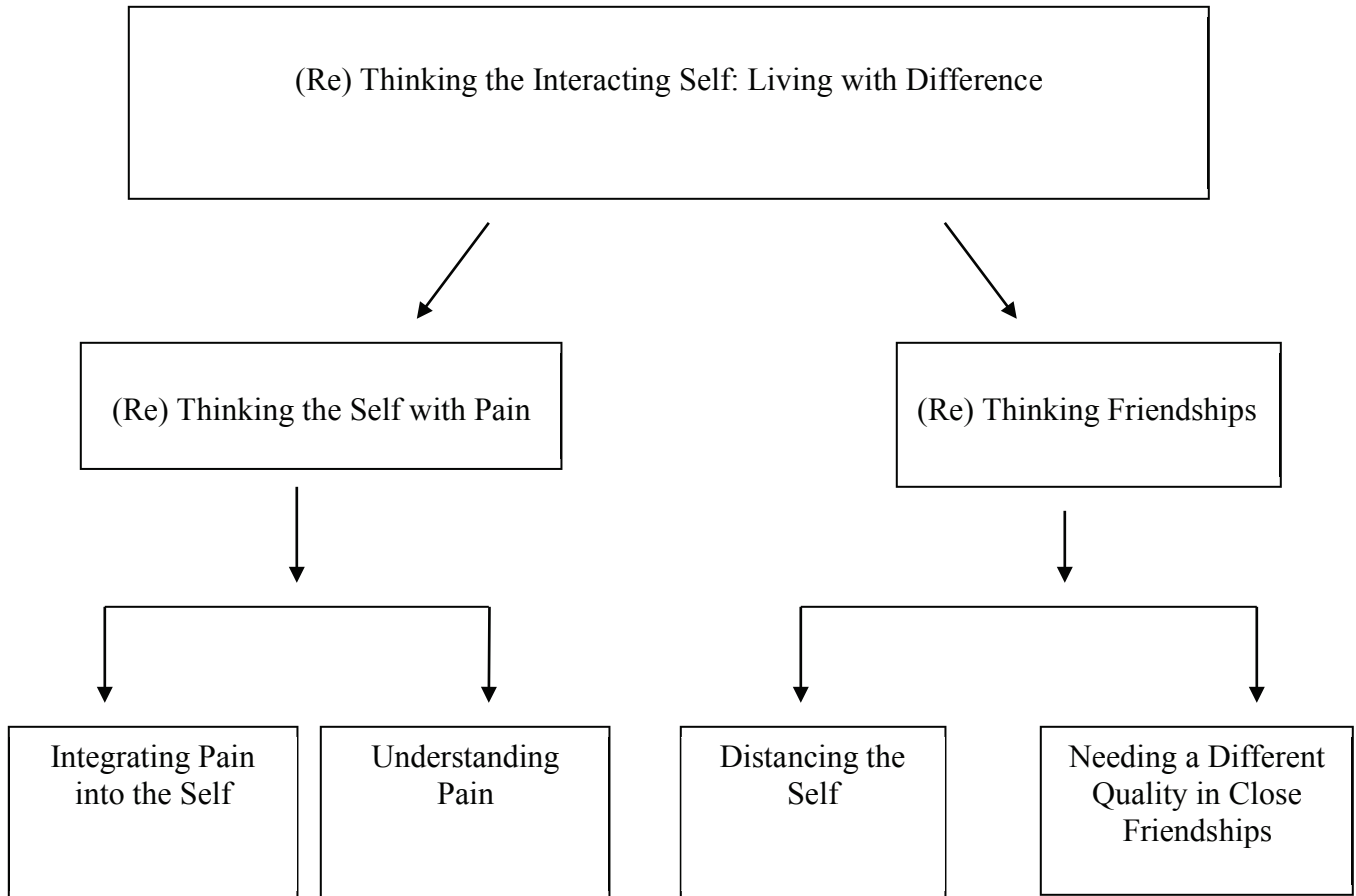 (Re) Thinking the Interacting Self: Living with Difference
(Re) Thinking the Self with Pain
(Re) Thinking Friendships
Integrating Pain
into the Self
Understanding
Pain
Distancing the
Self
Needing a Different
Quality in Close
Friendships